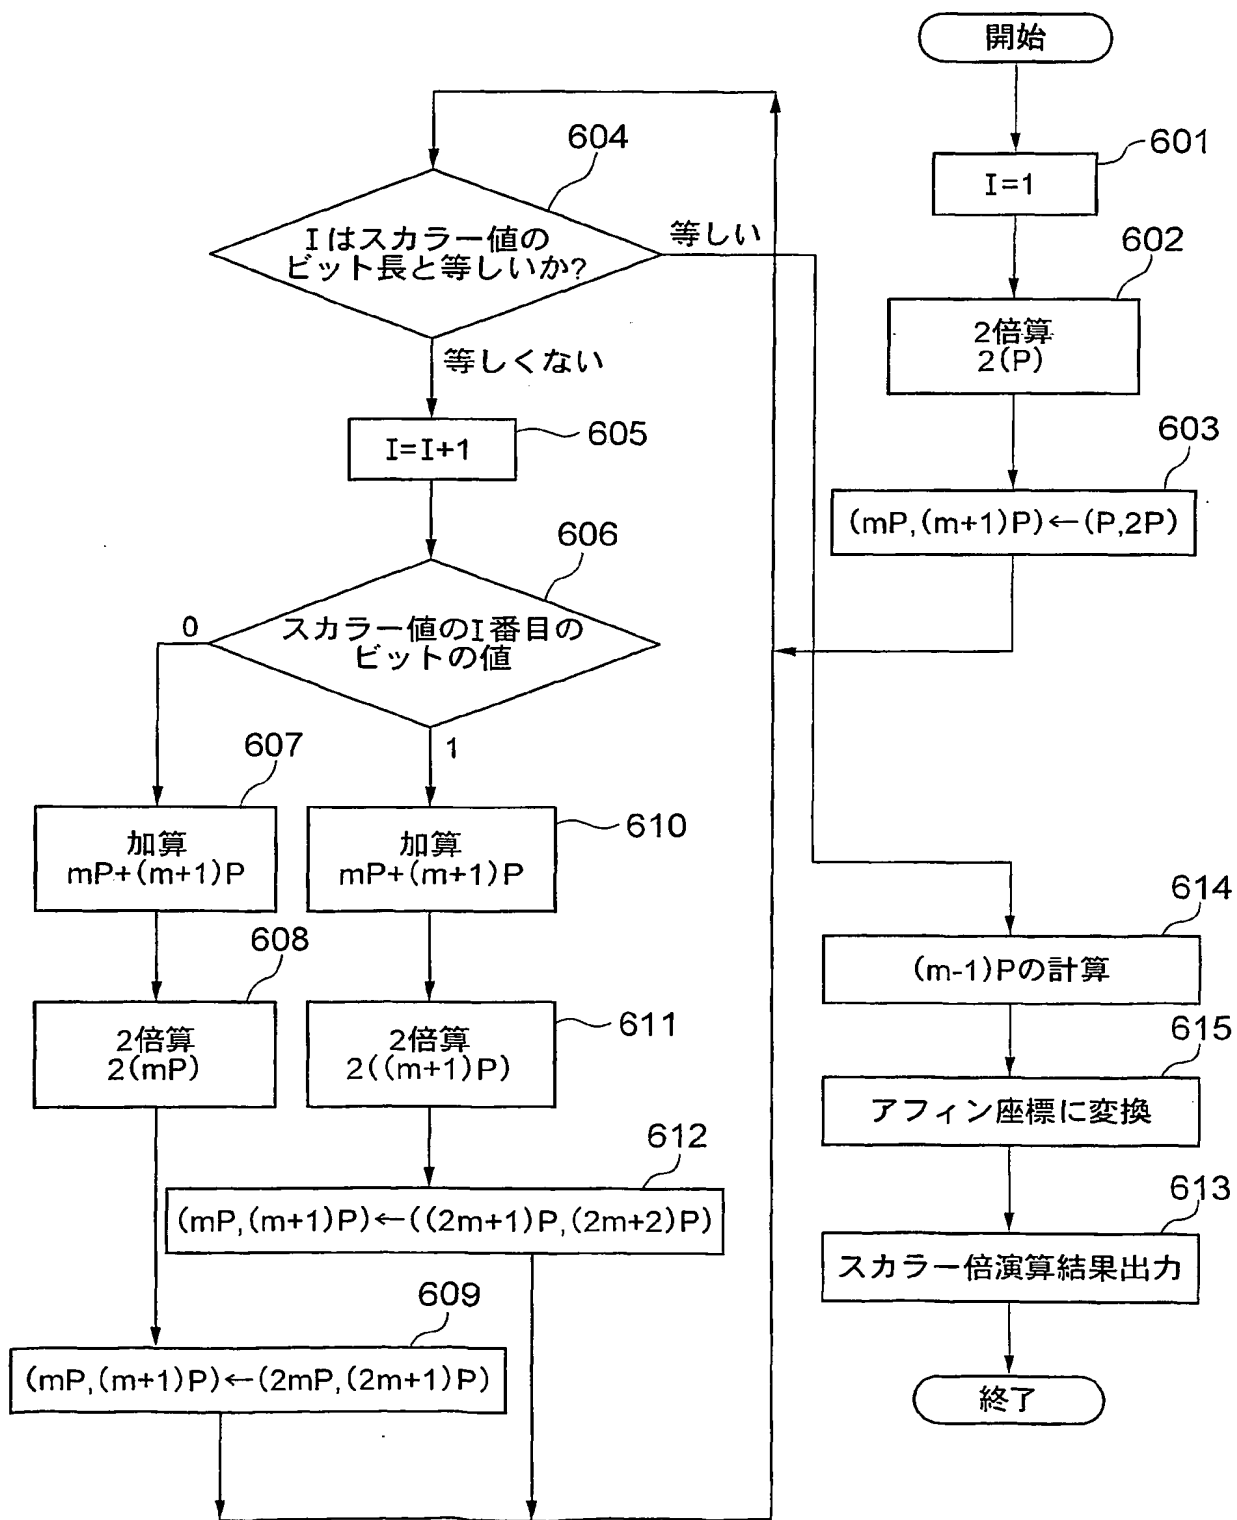 開始
601
I=1
602
2倍算
2(P)
603
(mP,(m+1)P)←(P,2P)
604
Iはスカラー値の
ビット長と等しいか?
等しい
等しくない
605
I=I+1
606
スカラー値のI番目の
ビットの値
0
1
607
加算
mP+(m+1)P
608
2倍算
2(mP)
609
(mP,(m+1)P)←(2mP,(2m+1)P)
610
加算
mP+(m+1)P
611
2倍算
2((m+1)P)
612
(mP,(m+1)P)←((2m+1)P,(2m+2)P)
614
(m-1)Pの計算
615
アフィン座標に変換
613
スカラー倍演算結果出力
終了